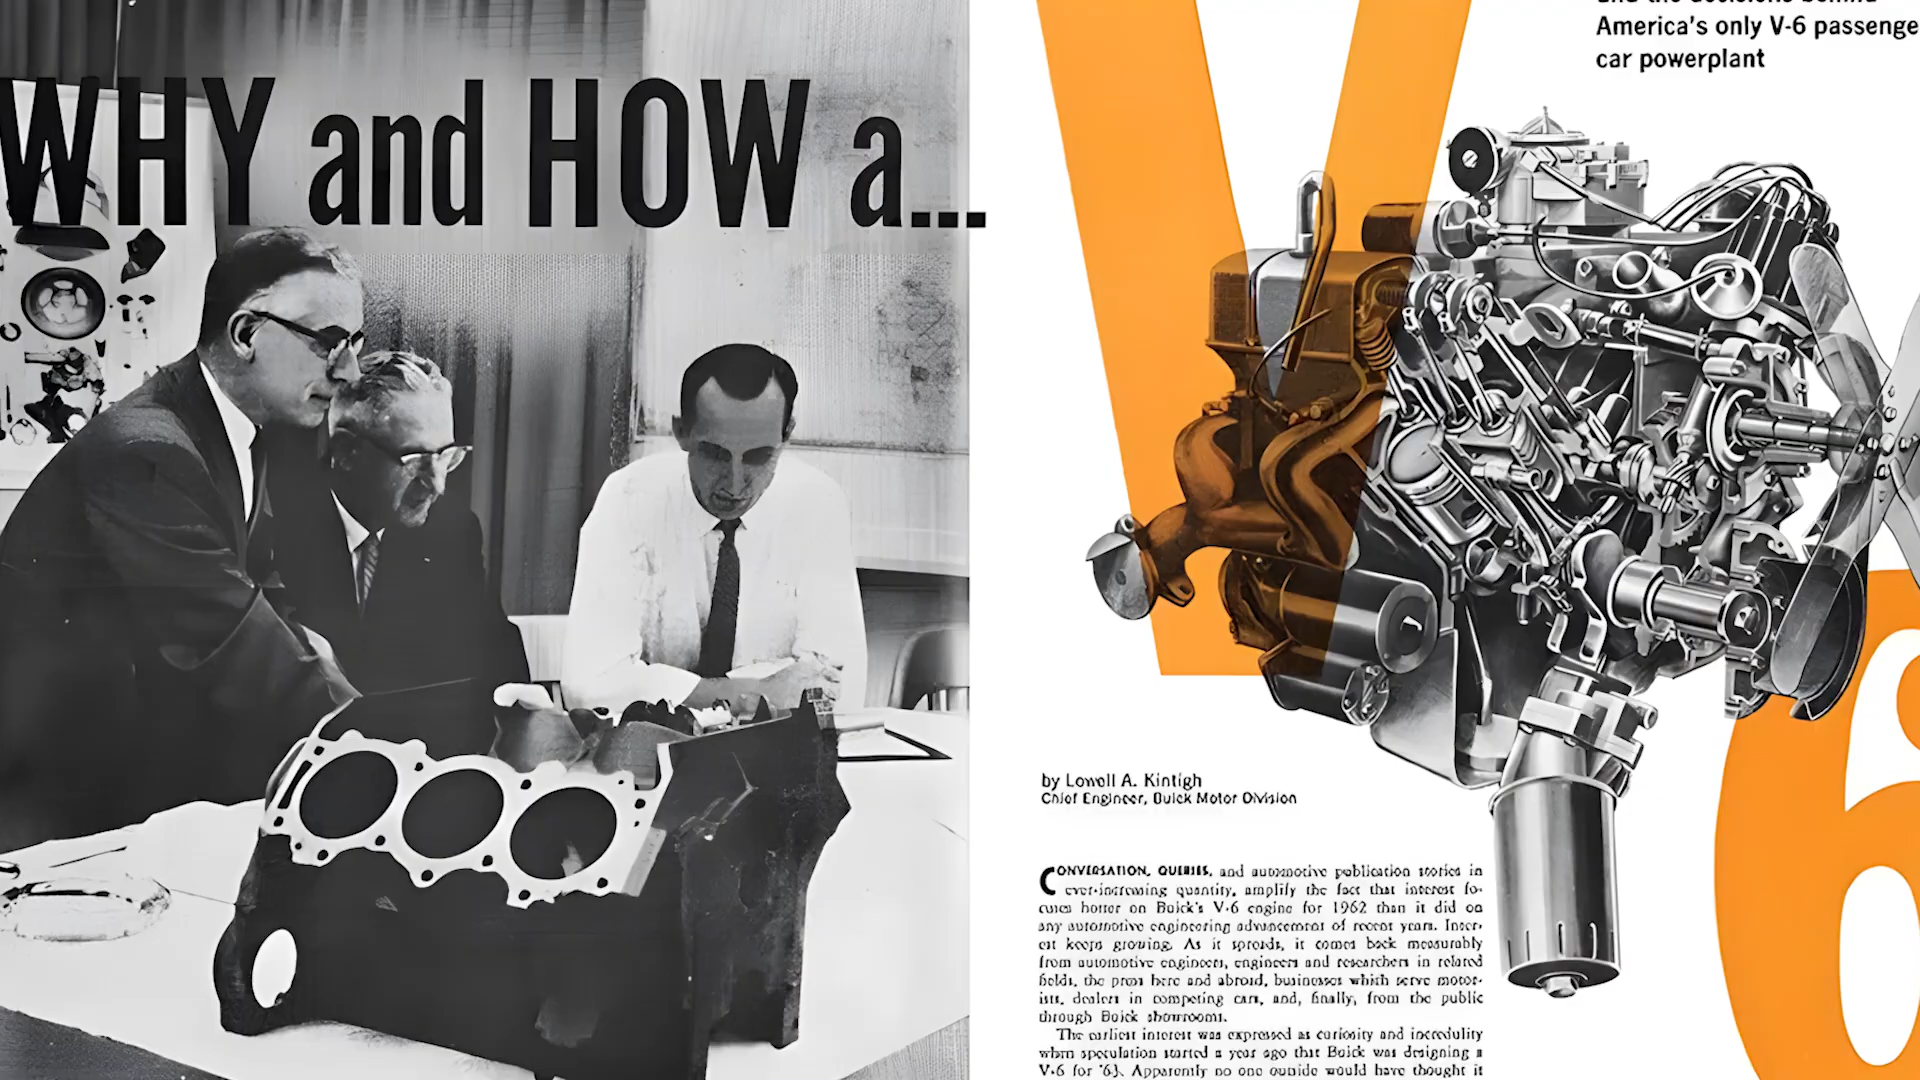 WHY and HOW a...
V
6
and the decisions behind
America's only V-6 passenge
car powerplant
by Lowell A. Kintigh
Chief Engineer, Buick Motor Division
CONVERSATION, QUERIES, and automotive publication stories in
ever-increasing quantity, amplify the fact that interest fo-
cuses hotter on Buick's V-6 engine for 1962 than it did on
any automotive engineering advancement of recent years. Inter-
est keeps growing. As it spreads, it comes back measurably
from automotive engineers, engineers and researchers in related
fields, the press here and abroad, businesses which serve motor-
ists, dealers in competing cars, and, finally, from the public
through Buick showrooms.
The earliest interest was expressed as curiosity and incredulity
when speculation started a year ago that Buick was designing a
V-6 for '63. Apparently no one outside would have thought it